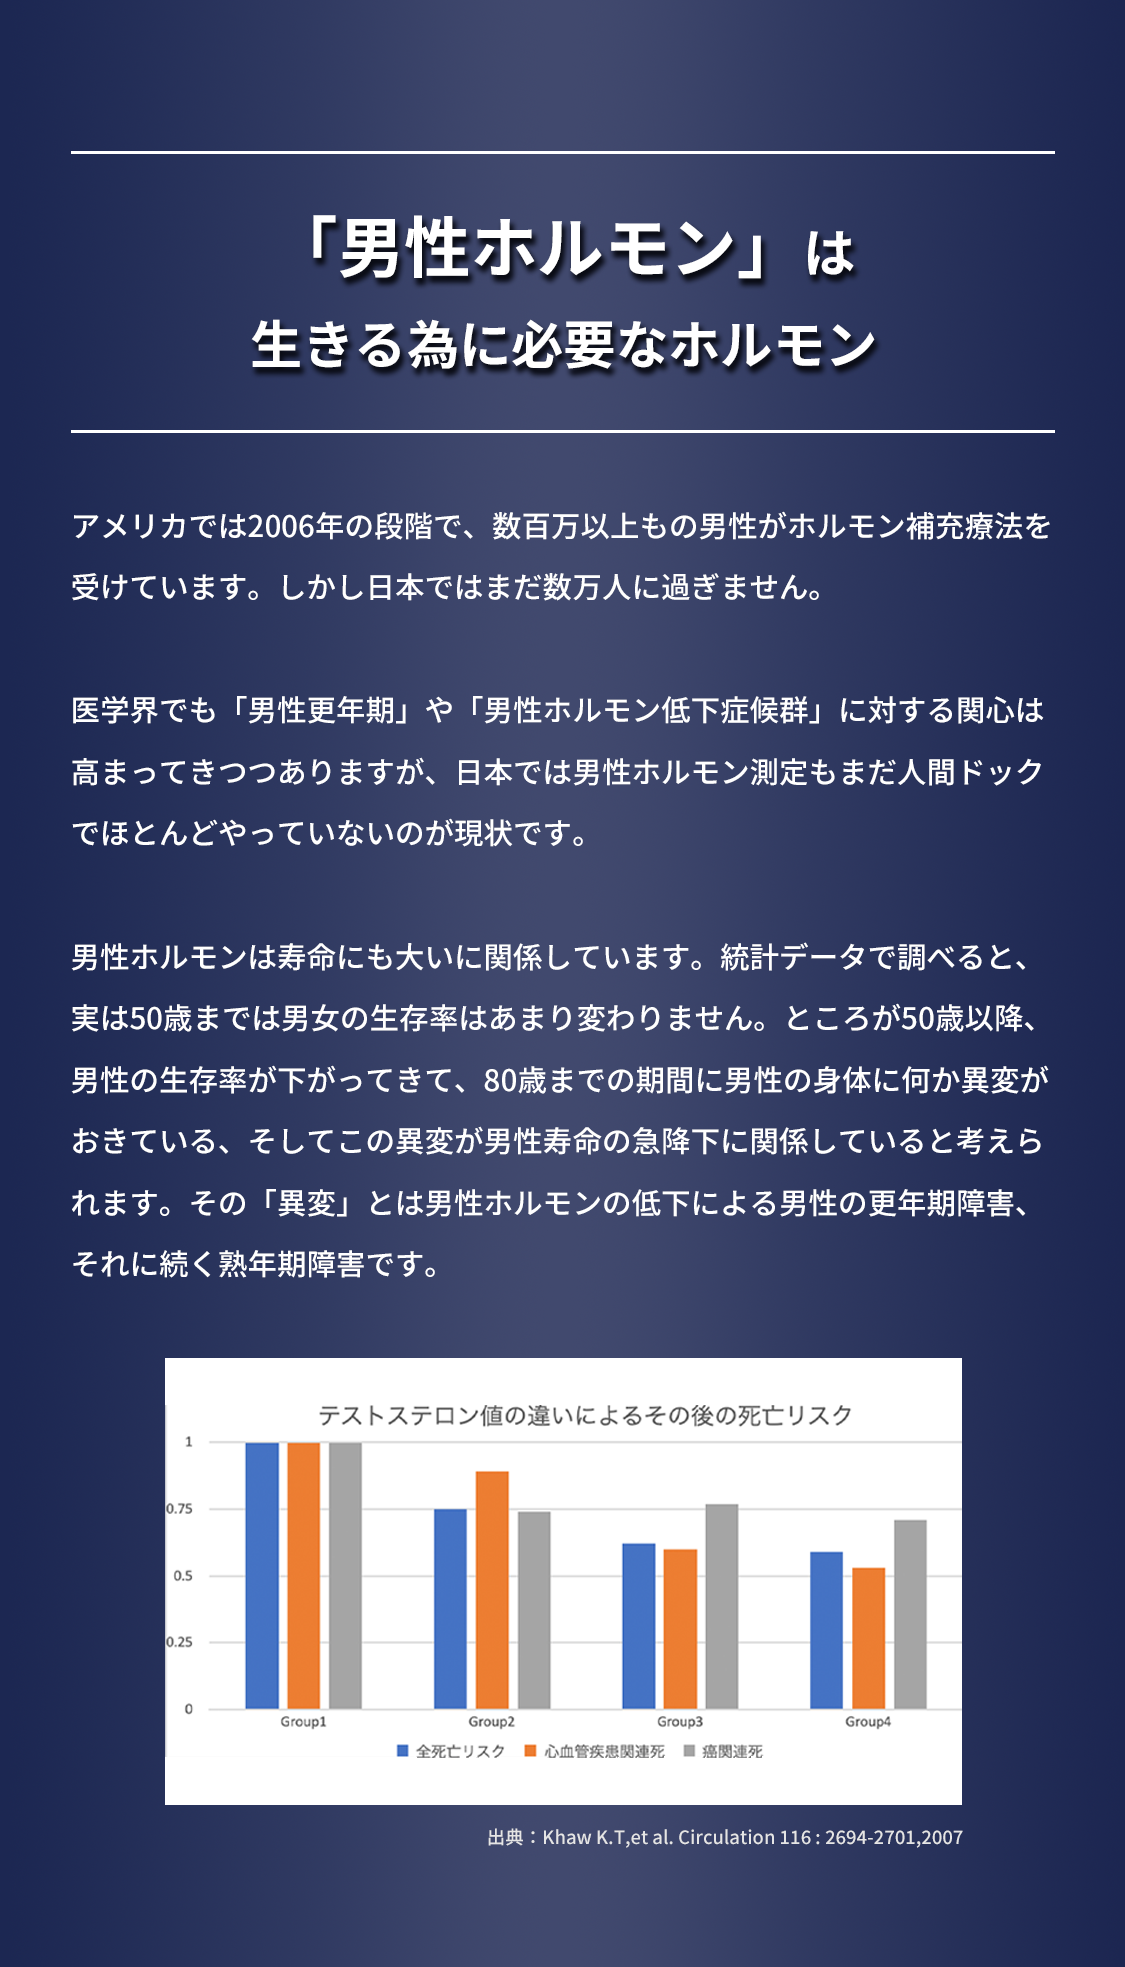 「男性ホルモン」は
生きる為に必要なホルモン
アメリカでは2006年の段階で、数百万以上もの男性がホルモン補充療法を
受けています。しかし日本ではまだ数万人に過ぎません。
医学界でも「男性更年期」や「男性ホルモン低下症候群」に対する関心は
高まってきつつありますが、日本では男性ホルモン測定もまだ人間ドック
でほとんどやっていないのが現状です。
男性ホルモンは寿命にも大いに関係しています。統計データで調べると、
実は50歳までは男女の生存率はあまり変わりません。ところが50歳以降、
男性の生存率が下がってきて、80歳までの期間に男性の身体に何か異変が
おきている、そしてこの異変が男性寿命の急降下に関係していると考えら
れます。その「異変」とは男性ホルモンの低下による男性の更年期障害、
それに続く熟年期障害です。
テストステロン値の違いによるその後の死亡リスク
1
0.75
0.5
0.25
0
Group1 Group2 Group3 Group4
全死亡リスク 心血管疾患関連死 癌関連死
出典：Khaw K.T,et al. Circulation 116 : 2694-2701,2007